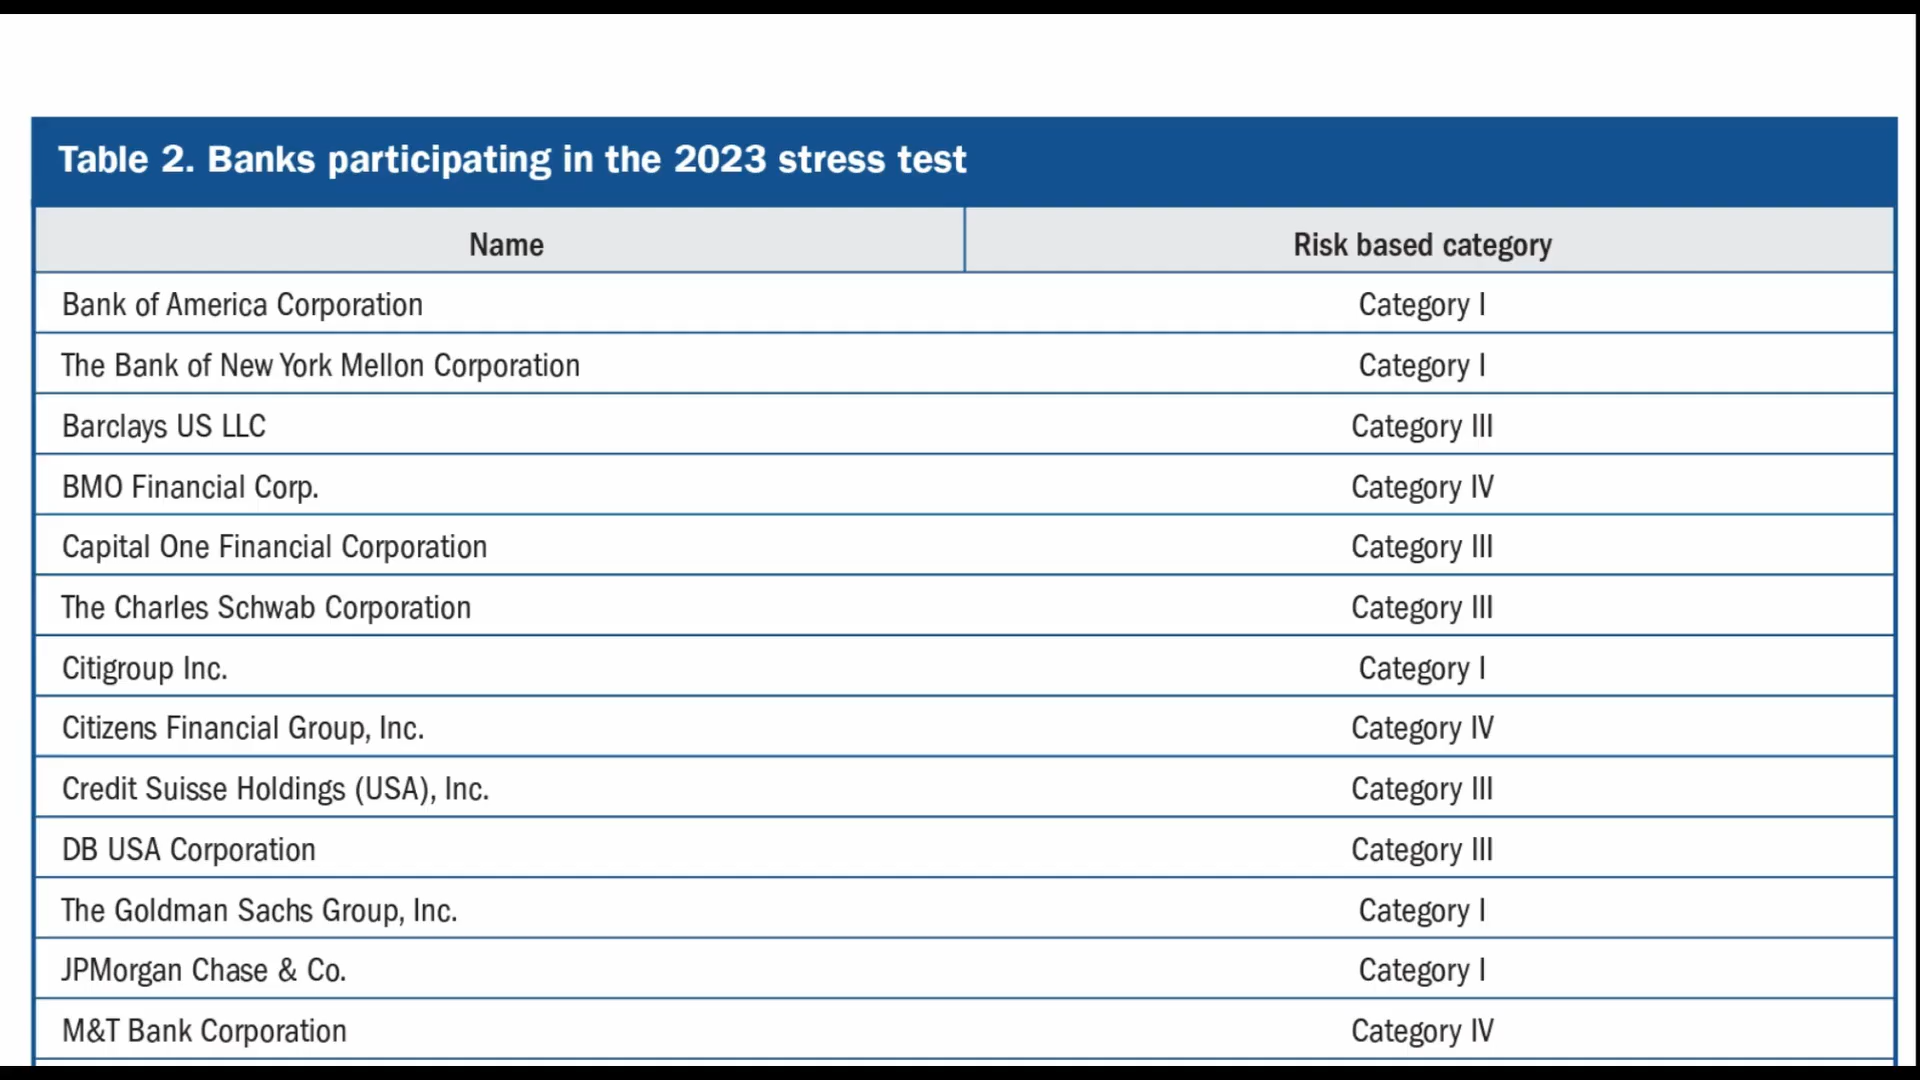 Table 2. Banks participating in the 2023 stress test
Name Risk based category
Bank of America Corporation Category I
The Bank of New York Mellon Corporation Category I
Barclays US LLC Category III
BMO Financial Corp. Category IV
Capital One Financial Corporation Category III
The Charles Schwab Corporation Category III
Citigroup Inc. Category I
Citizens Financial Group, Inc. Category IV
Credit Suisse Holdings (USA), Inc. Category III
DB USA Corporation Category III
The Goldman Sachs Group, Inc. Category I
JPMorgan Chase & Co. Category I
M&T Bank Corporation Category IV